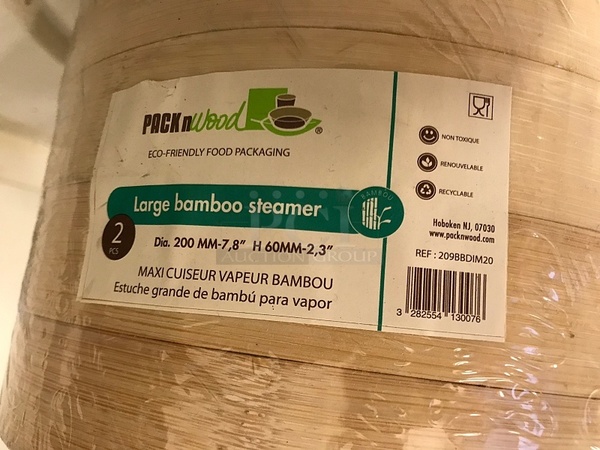 PACKnWood®
ECO-FRIENDLY FOOD PACKAGING
Large bamboo steamer
BAMBOU
2
PCS
Dia. 200 MM-7,8" H 60MM-2,3"
AUCTION GROUP
MAXI CUISEUR VAPEUR BAMBOU
Estuche grande de bambú para vapor
NON TOXIQUE
RENOUVELABLE
RECYCLABLE
Hoboken NJ, 07030
www.packnwood.com
REF : 209BBDIM20
3 282554 130076